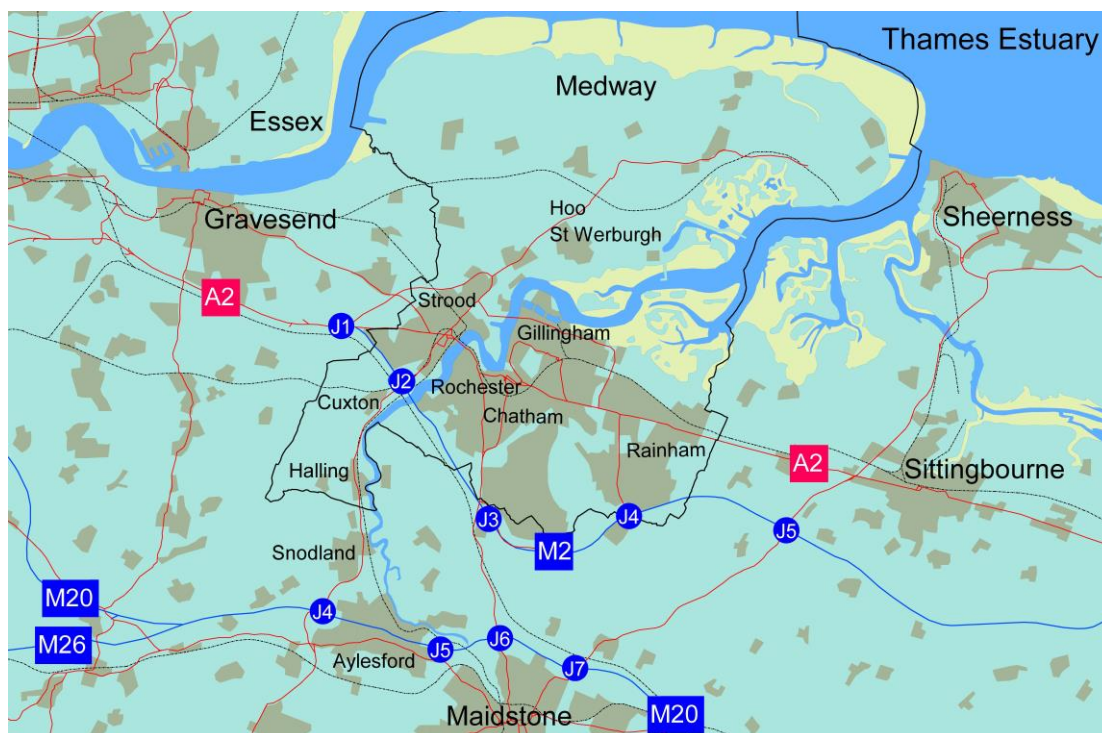 Thames Estuary
Medway
Essex
Hoo
St Werburgh
Gravesend
Sheerness
A2
Strood
J1
Gillingham
J2
Rochester
Cuxton
Chatham
Rainham
A2
Halling
Sittingbourne
J3
J4
J5
M2
Snodland
M20
J4
M26
J6
J5
Aylesford
J7
Maidstone
M20